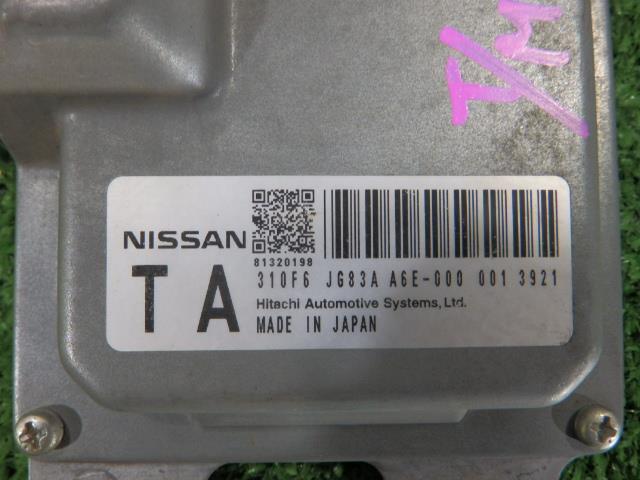 T/M
NISSAN
81320198
TA
310F6 JG83A A6E-000 001 3921
Hitachi Automotive Systems, Ltd.
MADE IN JAPAN